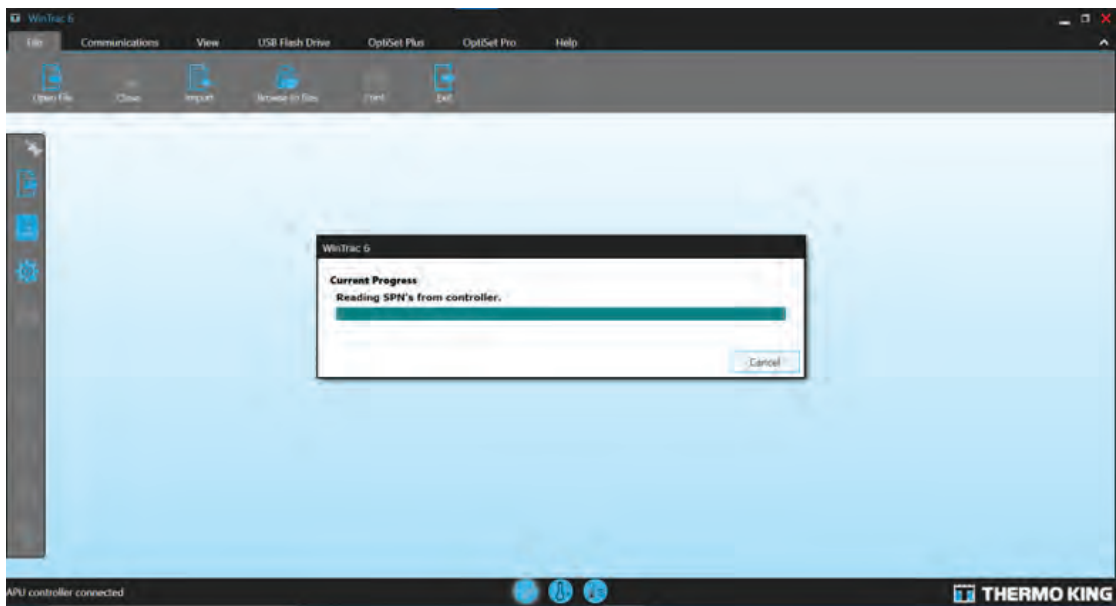 WinTrac 6
File Communications View USB Flash Drive OptiSet Plus OptiSet Pro Help
Open File Close Import Browse to files Print Exit
WinTrac 6
Current Progress
Reading SPN's from controller.
Cancel
APU controller connected
THERMO KING